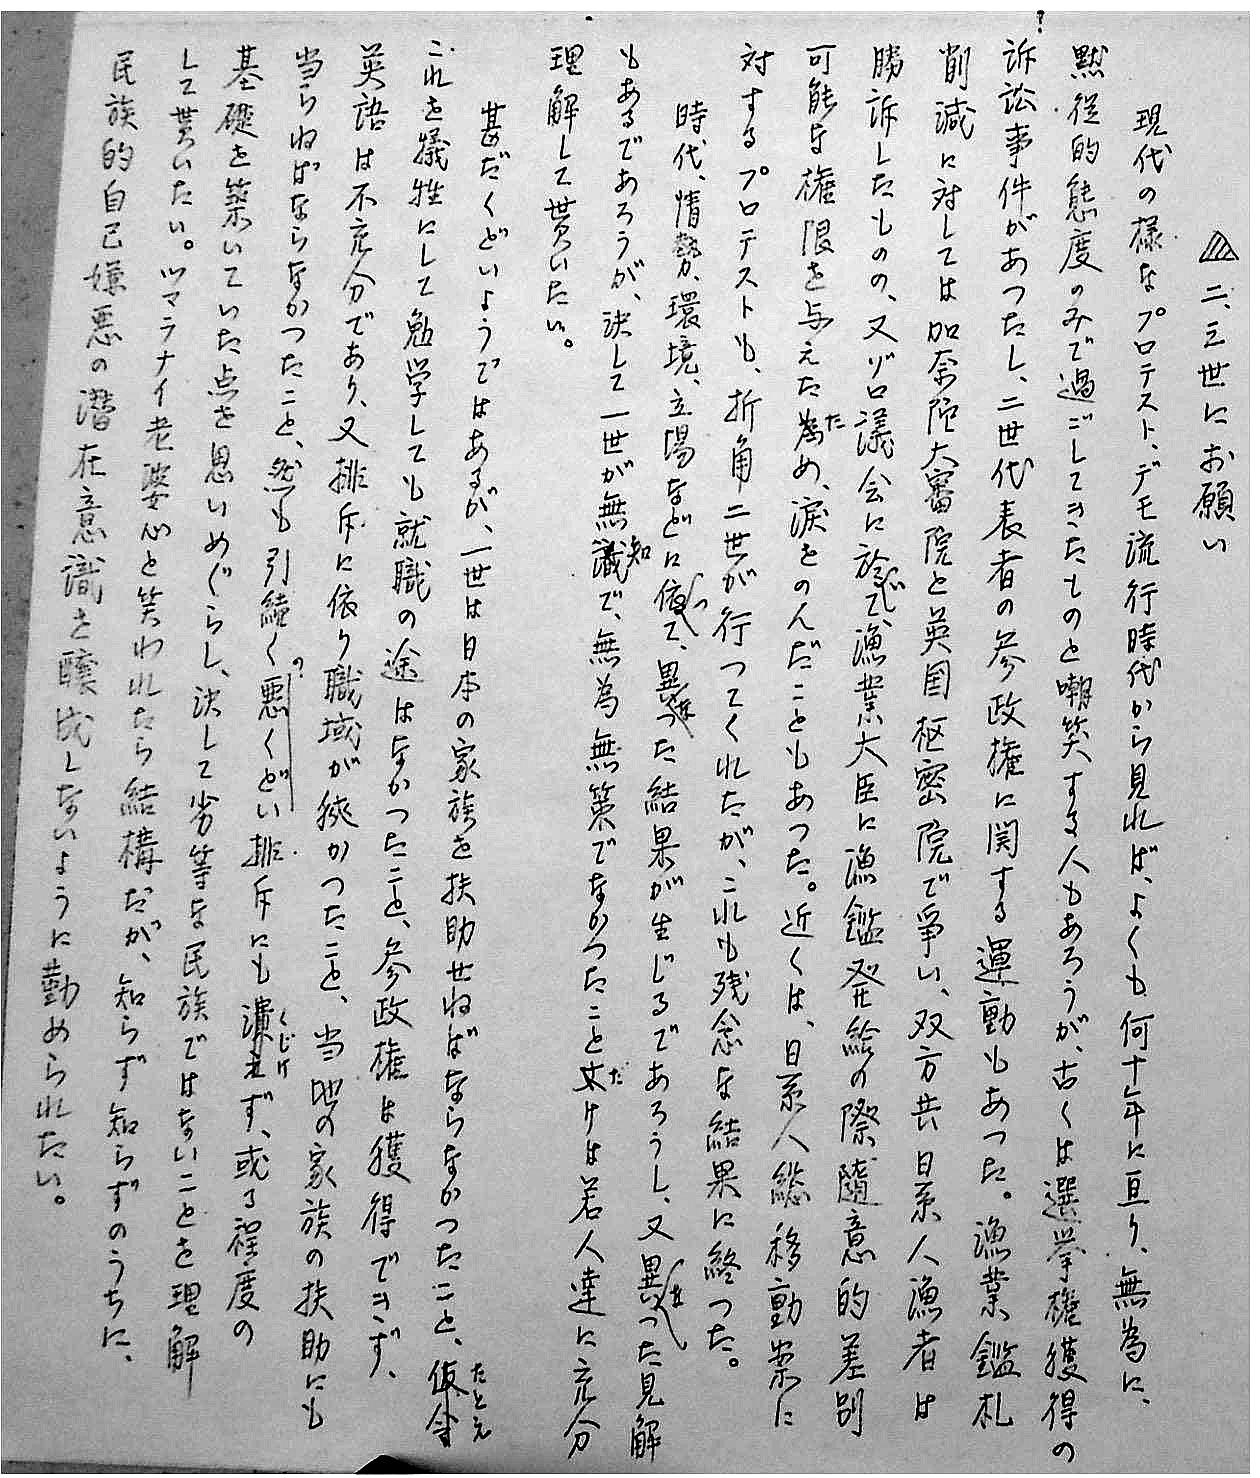 二、三世にお願い
現代の様なプロテスト、デモ流行時代から見れば、よくも何十年に亘り、無為に、
黙従的態度のみで過ごしてきたものと嘲笑する人もあろうが、古くは選挙権獲得の
訴訟事件があつたし、二世代表者の参政権に関する運動もあつた。漁業鑑札
削減に対しては加奈陀大審院と英国枢密院で争い、双方共日系人漁者は
勝訴したものの、又ゾロ議会に於て漁業大臣に漁鑑発給の際随意的差別
可能な権限を与えた為め、涙をのんだこともあつた。近くは、日系人総移動案に
対するプロテストも、折角二世が行つてくれたが、これも残念な結果に終つた。
時代、情勢、環境、立場などに依って、異った結果が生じるであろうし、又異った見解
もあるであろうが、決して一世が無知識で、無為無策でなかつたこと丈けは若人達に充分
理解して貰いたい。
甚だくどいようではあるが、一世は日本の家族を扶助せねばならなかつたこと、仮令たとえ
これを犠牲にして勉学しても就職の途はなかつたこと、参政権は獲得できず、
英語は不充分であり、又排斥に依り職域が狭かつたこと、当地の家族の扶助にも
当らねばならなかつたこと、然も引続く悪くどい排斥にも潰えず、或る程度の
基礎を築いていた点を思いめぐらし、決して劣等な民族ではないことを理解
して貰いたい。ツマラナイ老婆心と笑われたら結構だが、知らず知らずのうちに、
民族的自己嫌悪の潜在意識を醸成しないように勤められたい。